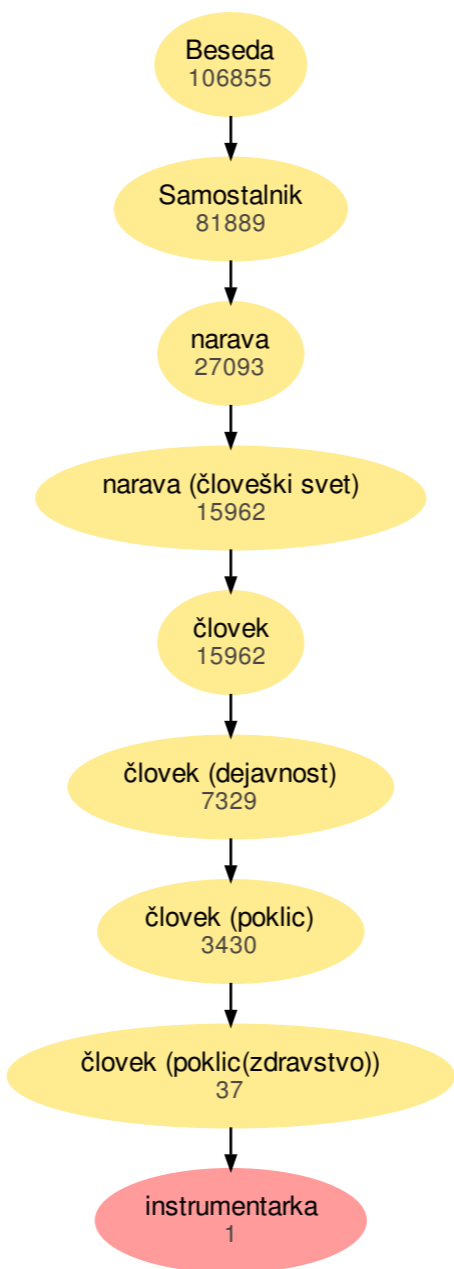 Beseda
106855
Samostalnik
81889
narava
27093
narava (človeški svet)
15962
človek
15962
človek (dejavnost)
7329
človek (poklic)
3430
človek (poklic(zdravstvo))
37
instrumentarka
1